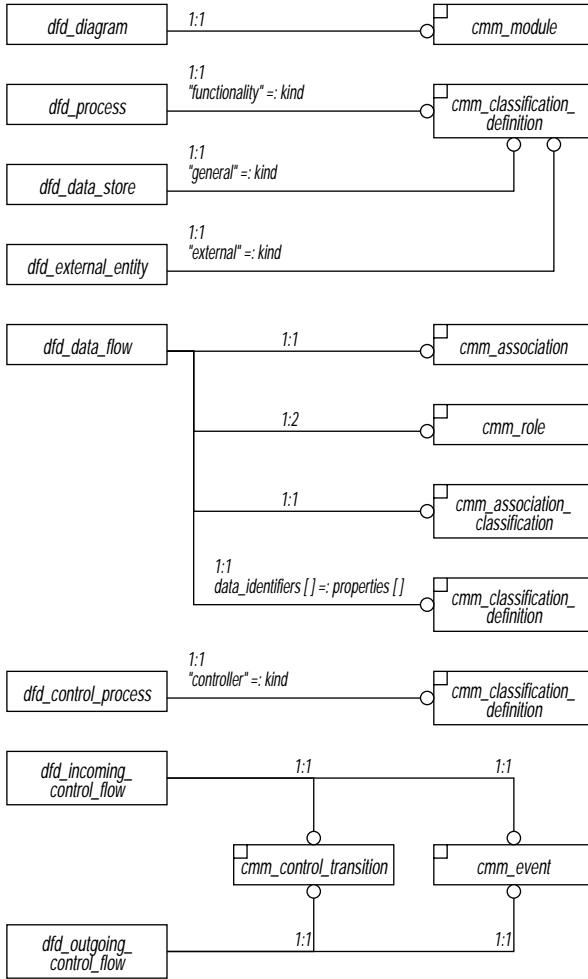 dfd_diagram
1:1
cmm_module
1:1
"functionality" =: kind
dfd_process
cmm_classification_
definition
1:1
"general" =: kind
dfd_data_store
1:1
"external" =: kind
dfd_external_entity
dfd_data_flow
1:1
cmm_association
1:2
cmm_role
1:1
cmm_association_
classification
1:1
data_identifiers [ ] =: properties [ ]
cmm_classification_
definition
1:1
"controller" =: kind
dfd_control_process
cmm_classification_
definition
dfd_incoming_
control_flow
1:1
1:1
cmm_control_transition
cmm_event
dfd_outgoing_
control_flow
1:1
1:1